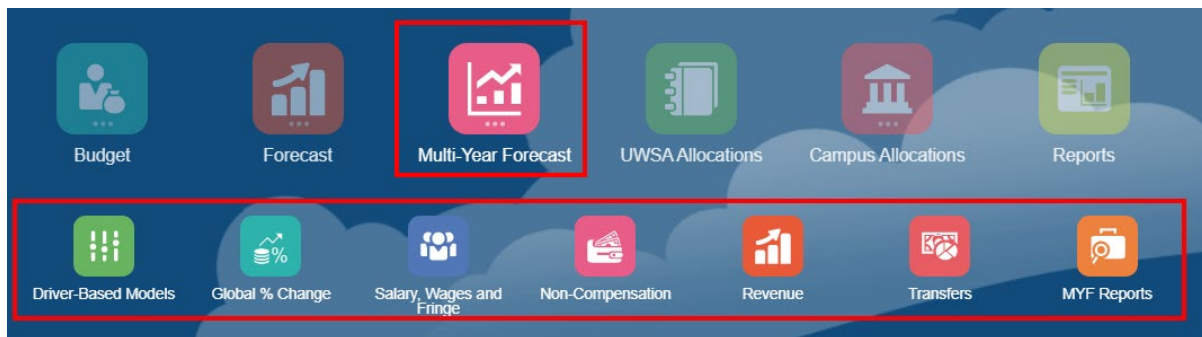 Budget
Forecast
Multi-Year Forecast
UWSA Allocations
Campus Allocations
Reports
Driver-Based Models
Global % Change
Salary, Wages and
Fringe
Non-Compensation
Revenue
Transfers
MYF Reports